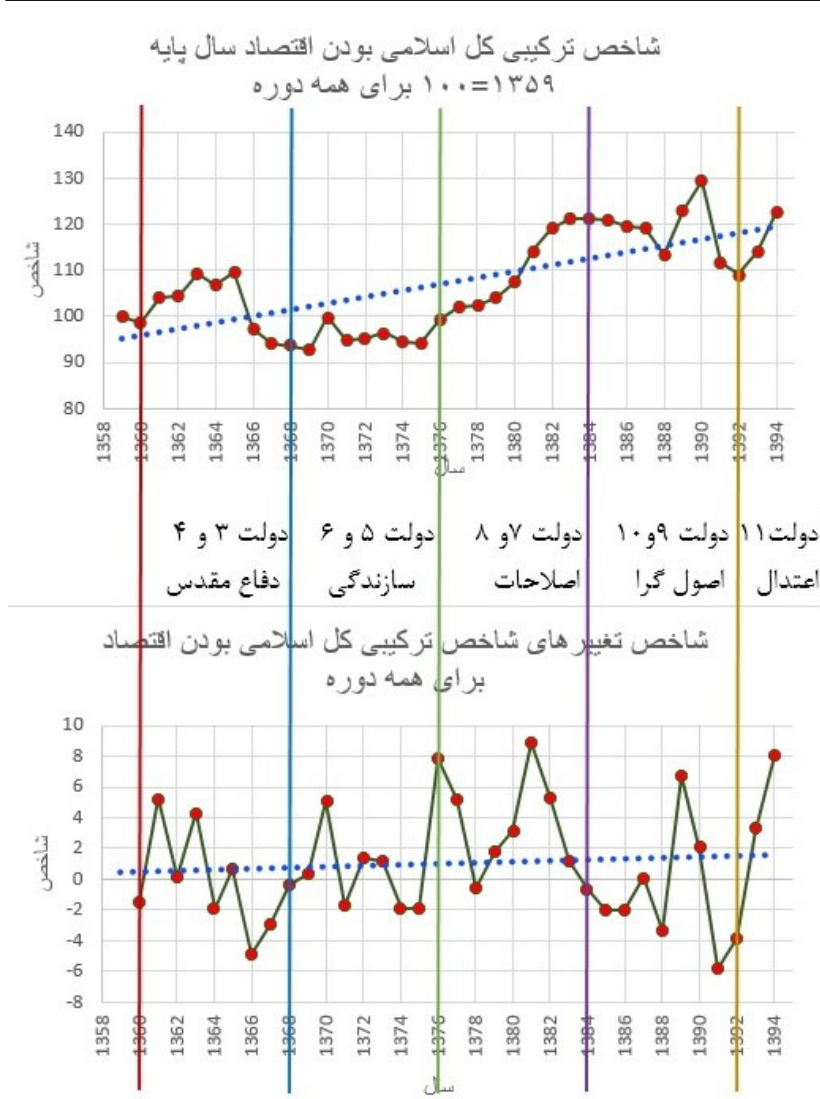 شاخص ترکیبی کل اسلامی بودن اقتصاد سال پایه
۱۳۵۹=۱۰۰ برای همه دوره
شاخص
140
130
120
110
100
90
80
1358 1360 1362 1364 1366 1368 1370 1372 1374 1376 1378 1380 1382 1384 1386 1388 1390 1392 1394
سال
دولت ۳ و ۴ دولت ۵ و ۶ دولت ۷و ۸ دولت ۹و۱۰ دولت۱۱
دفاع مقدس سازندگی اصلاحات اصول گرا اعتدال
شاخص تغییرهای شاخص ترکیبی کل اسلامی بودن اقتصاد
برای همه دوره
شاخص
10
8
6
4
2
0
-2
-4
-6
-8
1358 1360 1362 1364 1366 1368 1370 1372 1374 1376 1378 1380 1382 1384 1386 1388 1390 1392 1394
سال